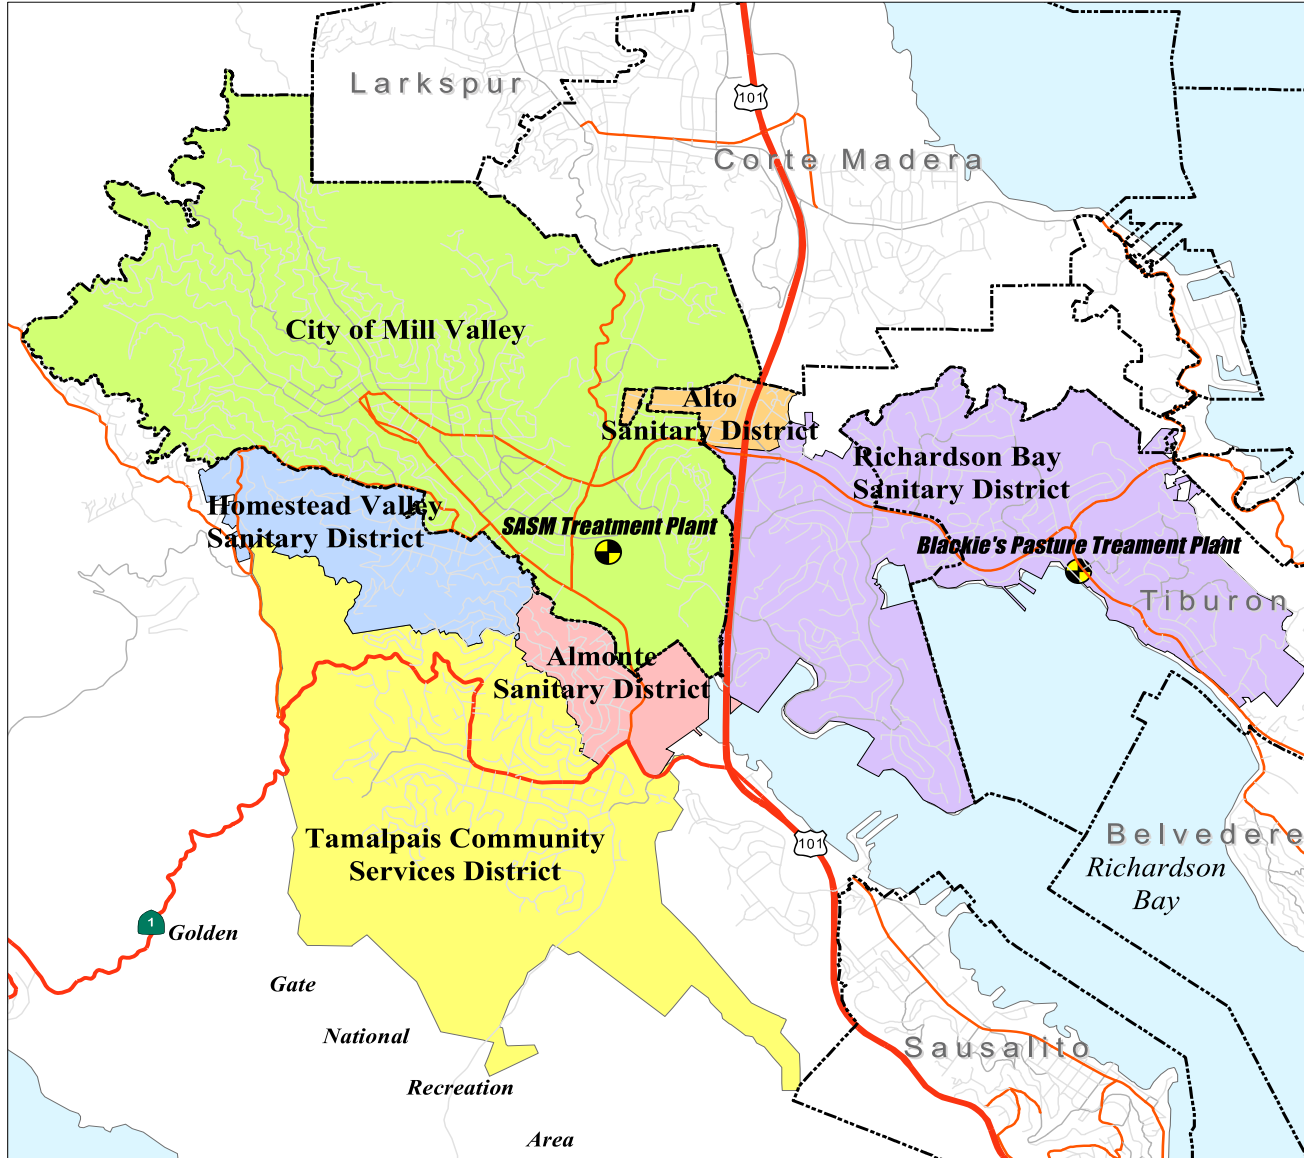 Larkspur
101
Corte Madera
City of Mill Valley
Alto
Sanitary District
Richardson Bay
Sanitary District
Homestead Valley
Sanitary District
SASM Treatment Plant
Blackie's Pasture Treament Plant
Tiburon
Almonte
Sanitary District
Tamalpais Community
Services District
101
Belvedere
Richardson
Bay
1
Golden
Gate
National
Recreation
Area
Sausalito